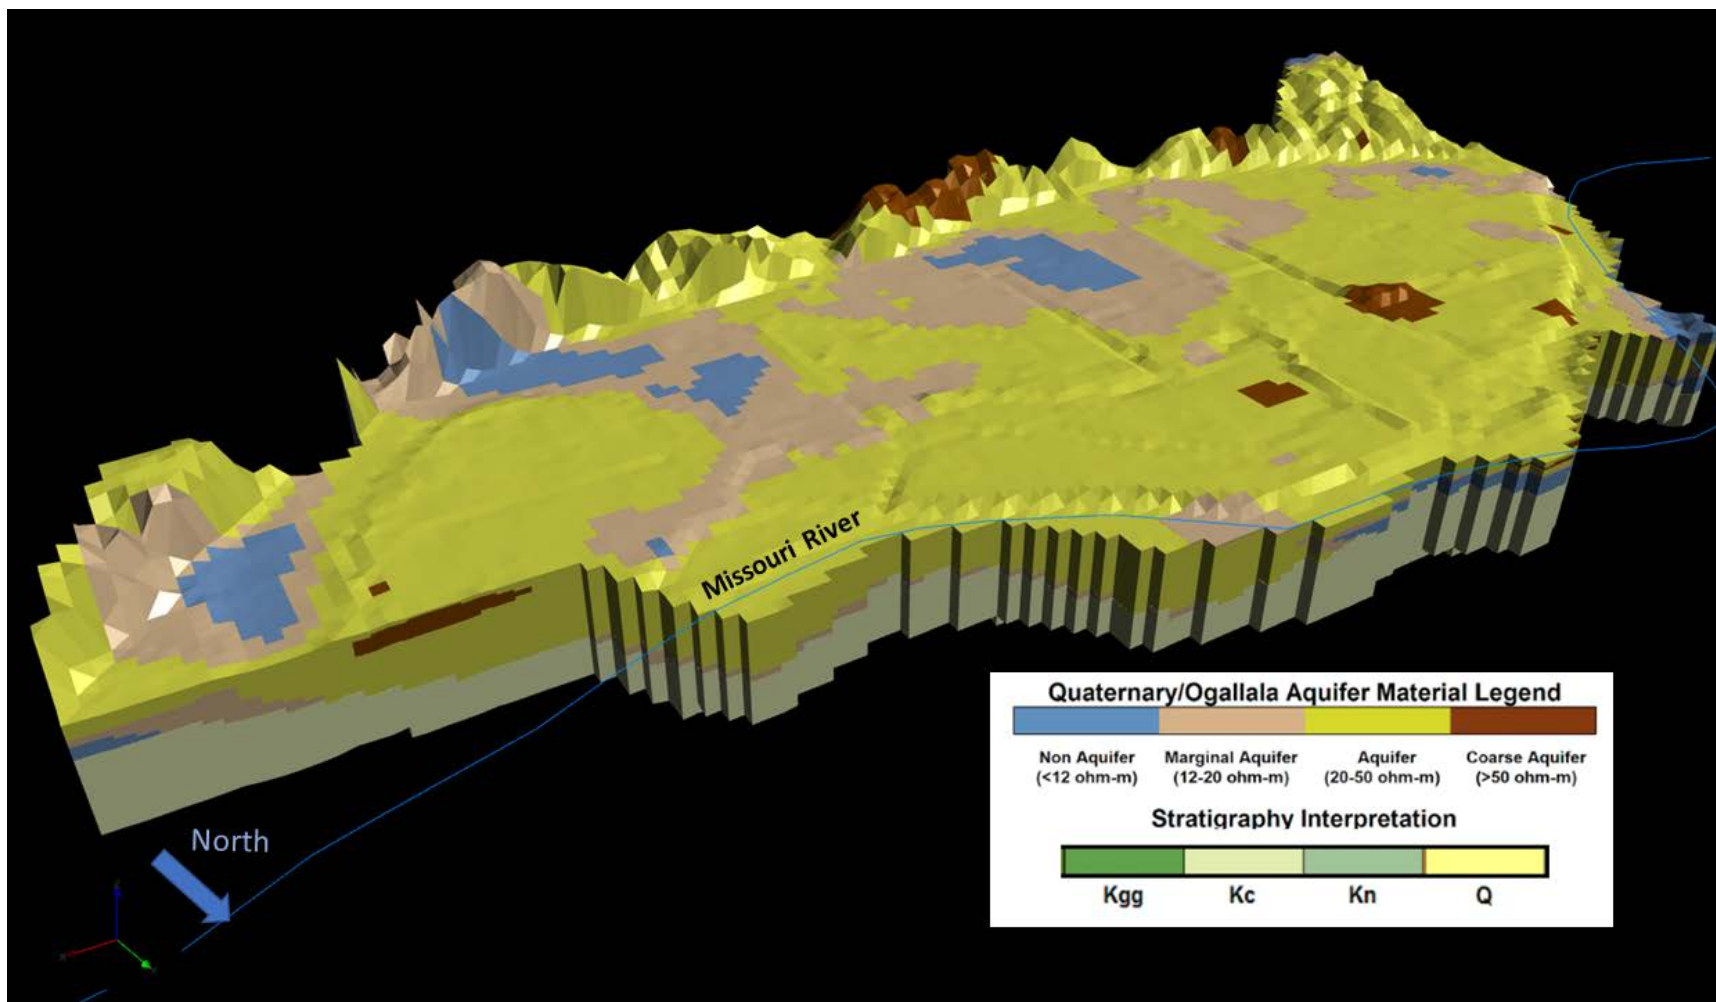 Missouri River
North
Quaternary/Ogallala Aquifer Material Legend
Non Aquifer Marginal Aquifer Aquifer Coarse Aquifer
(<12 ohm-m) (12-20 ohm-m) (20-50 ohm-m) (>50 ohm-m)
Stratigraphy Interpretation
Kgg Kc Kn Q